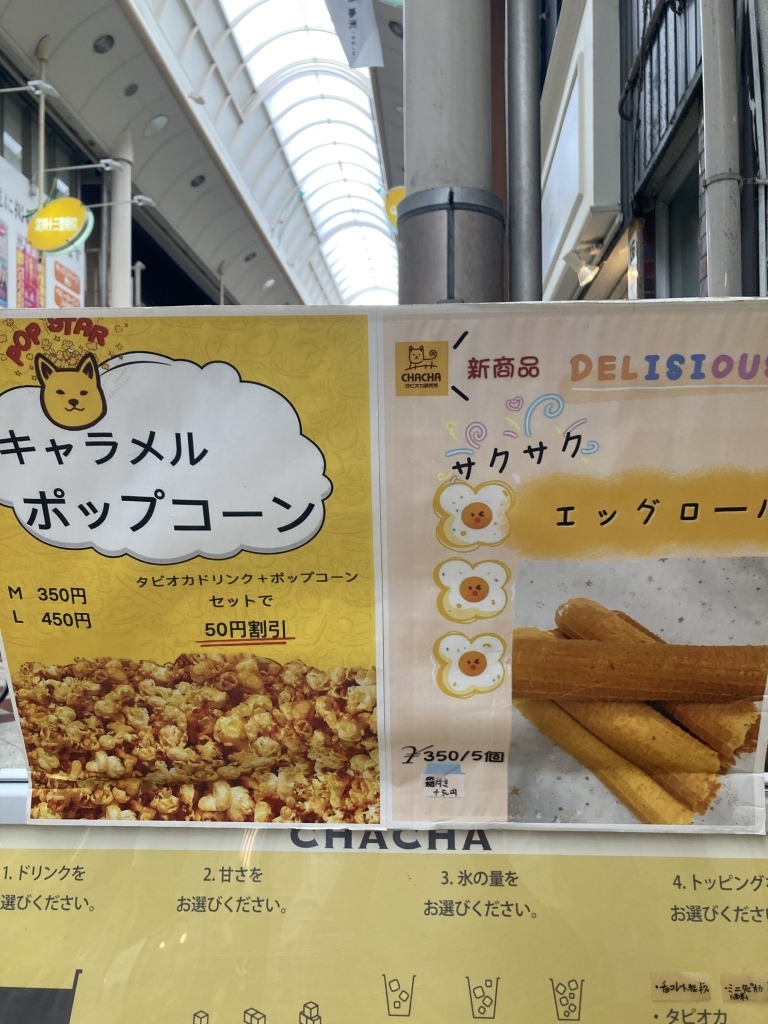 POP STAR
キャラメル
ポップコーン
M 350円
L 450円
タピオカドリンク+ポップコーン
セットで
50円割引
CHACHA
新商品
DELISIOUS
サクサク
エッグロール
350/5個
+50円
CHACHA
1. ドリンクを
選びください。
2. 甘さを
お選びください。
3. 氷の量を
お選びください。
4. トッピング
お選びください
・タピオカ